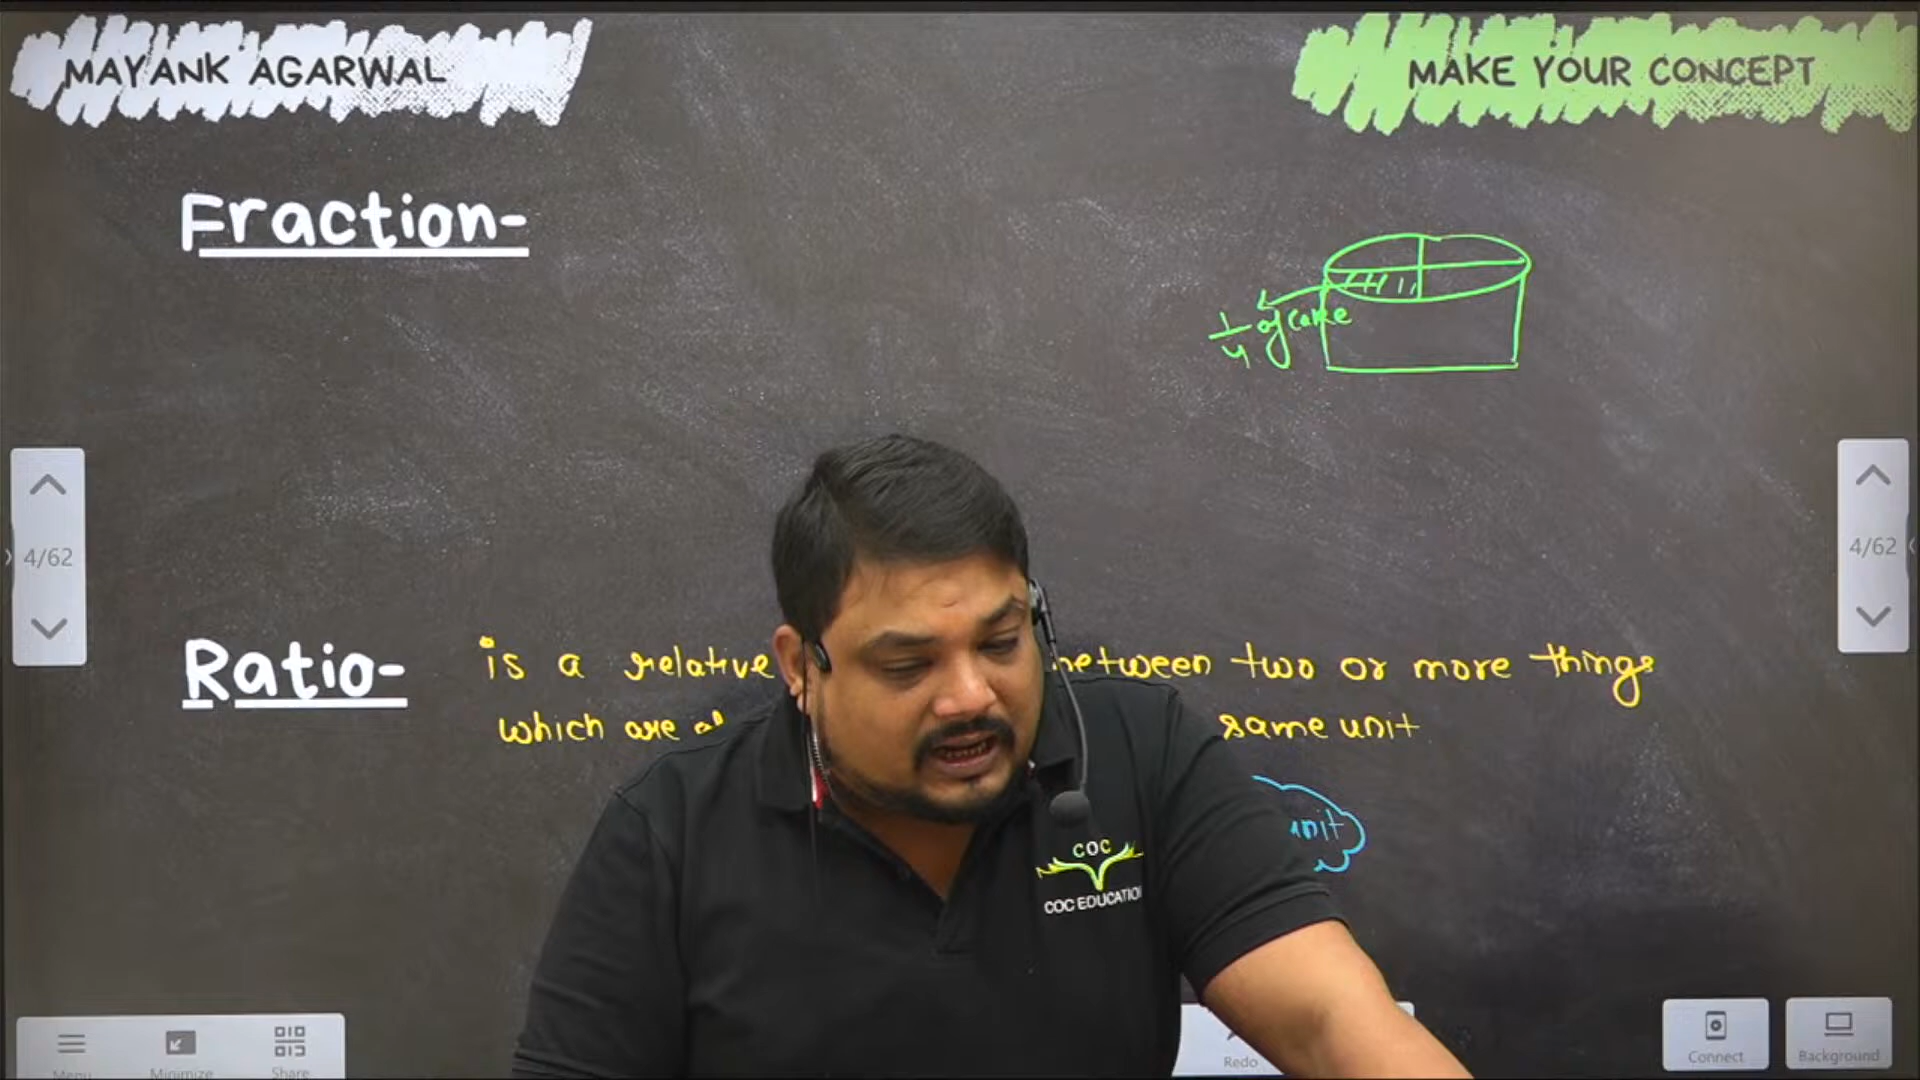 MAYANK AGARWAL
MAKE YOUR CONCEPT
Fraction-
1/4 of cake
4/62
4/62
Ratio- is a relative between two or more things
which are same unit
unit
COC
COC EDUCATION
Menu Minimize Share Redo Connect Background